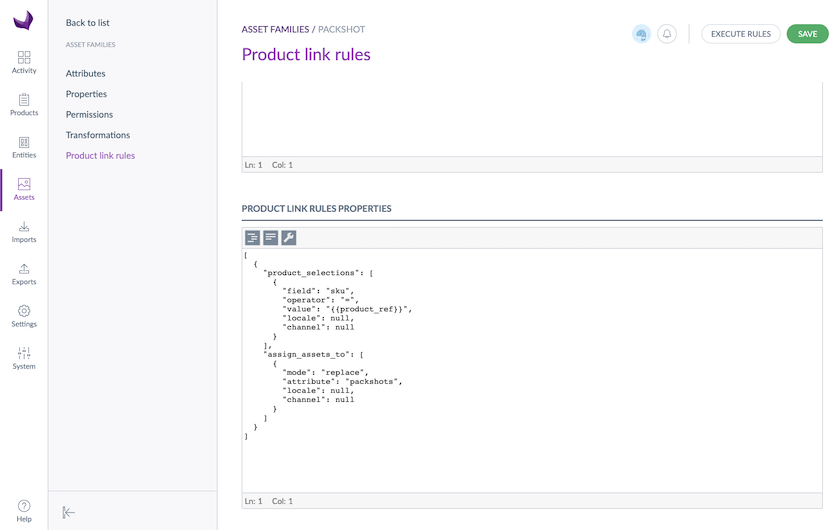 Activity
Products
Entities
Assets
Imports
Exports
Settings
System
Help
Back to list
ASSET FAMILIES
Attributes
Properties
Permissions
Transformations
Product link rules
ASSET FAMILIES / PACKSHOT
Product link rules
EXECUTE RULES
SAVE
Ln: 1 Col: 1
PRODUCT LINK RULES PROPERTIES
[
  {
    "product_selections": [
      {
        "field": "sku",
        "operator": "=",
        "value": "{{product_ref}}",
        "locale": null,
        "channel": null
      }
    ],
    "assign_assets_to": [
      {
        "mode": "replace",
        "attribute": "packshots",
        "locale": null,
        "channel": null
      }
    ]
  }
]
Ln: 1 Col: 1